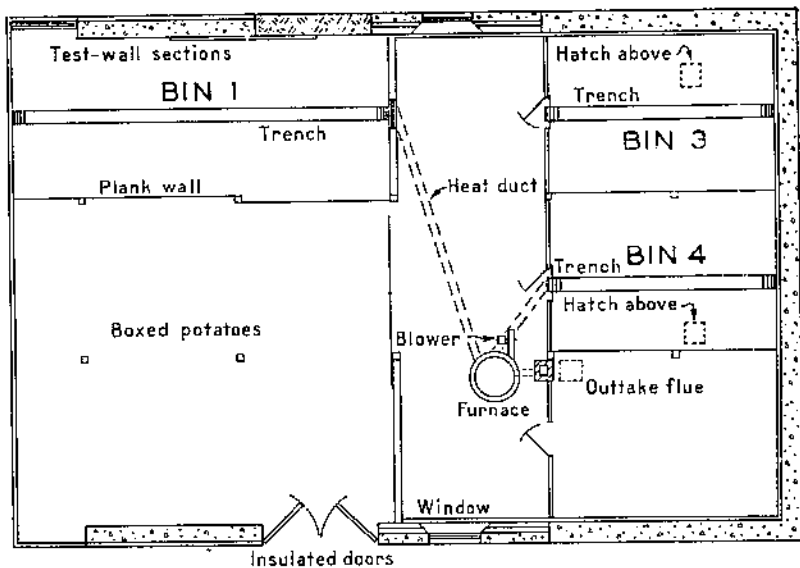 Test-wall sections
Hatch above
BIN 1
Trench
Trench
BIN 3
Plank wall
Heat duct
BIN 4
Trench
Hatch above
Boxed potatoes
Blower
Outtake flue
Furnace
Window
Insulated doors